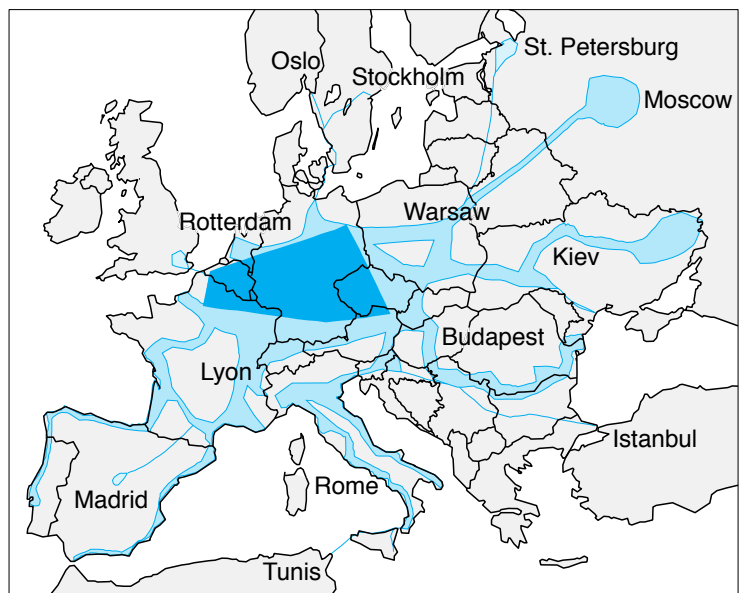 Oslo
St. Petersburg
Stockholm
Moscow
Rotterdam
Warsaw
Kiev
Budapest
Lyon
Istanbul
Madrid
Rome
Tunis